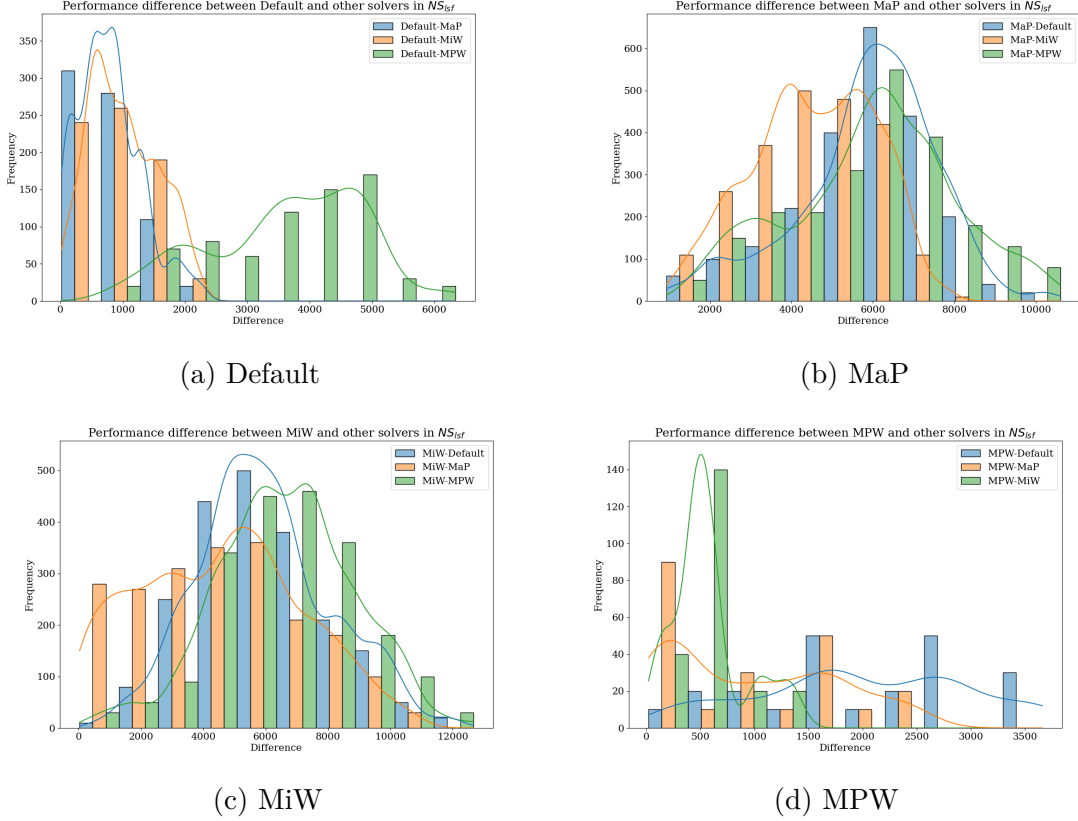 Performance difference between Default and other solvers in NS_lsf
Default-MaP
Default-MiW
Default-MPW
Frequency
350
300
250
200
150
100
50
0
0 1000 2000 3000 4000 5000 6000
Difference
(a) Default
Performance difference between MaP and other solvers in NS_lsf
MaP-Default
MaP-MiW
MaP-MPW
Frequency
600
500
400
300
200
100
0
2000 4000 6000 8000 10000
Difference
(b) MaP
Performance difference between MiW and other solvers in NS_lsf
MiW-Default
MiW-MaP
MiW-MPW
Frequency
500
400
300
200
100
0
0 2000 4000 6000 8000 10000 12000
Difference
(c) MiW
Performance difference between MPW and other solvers in NS_lsf
MPW-Default
MPW-MaP
MPW-MiW
Frequency
140
120
100
80
60
40
20
0
0 500 1000 1500 2000 2500 3000 3500
Difference
(d) MPW